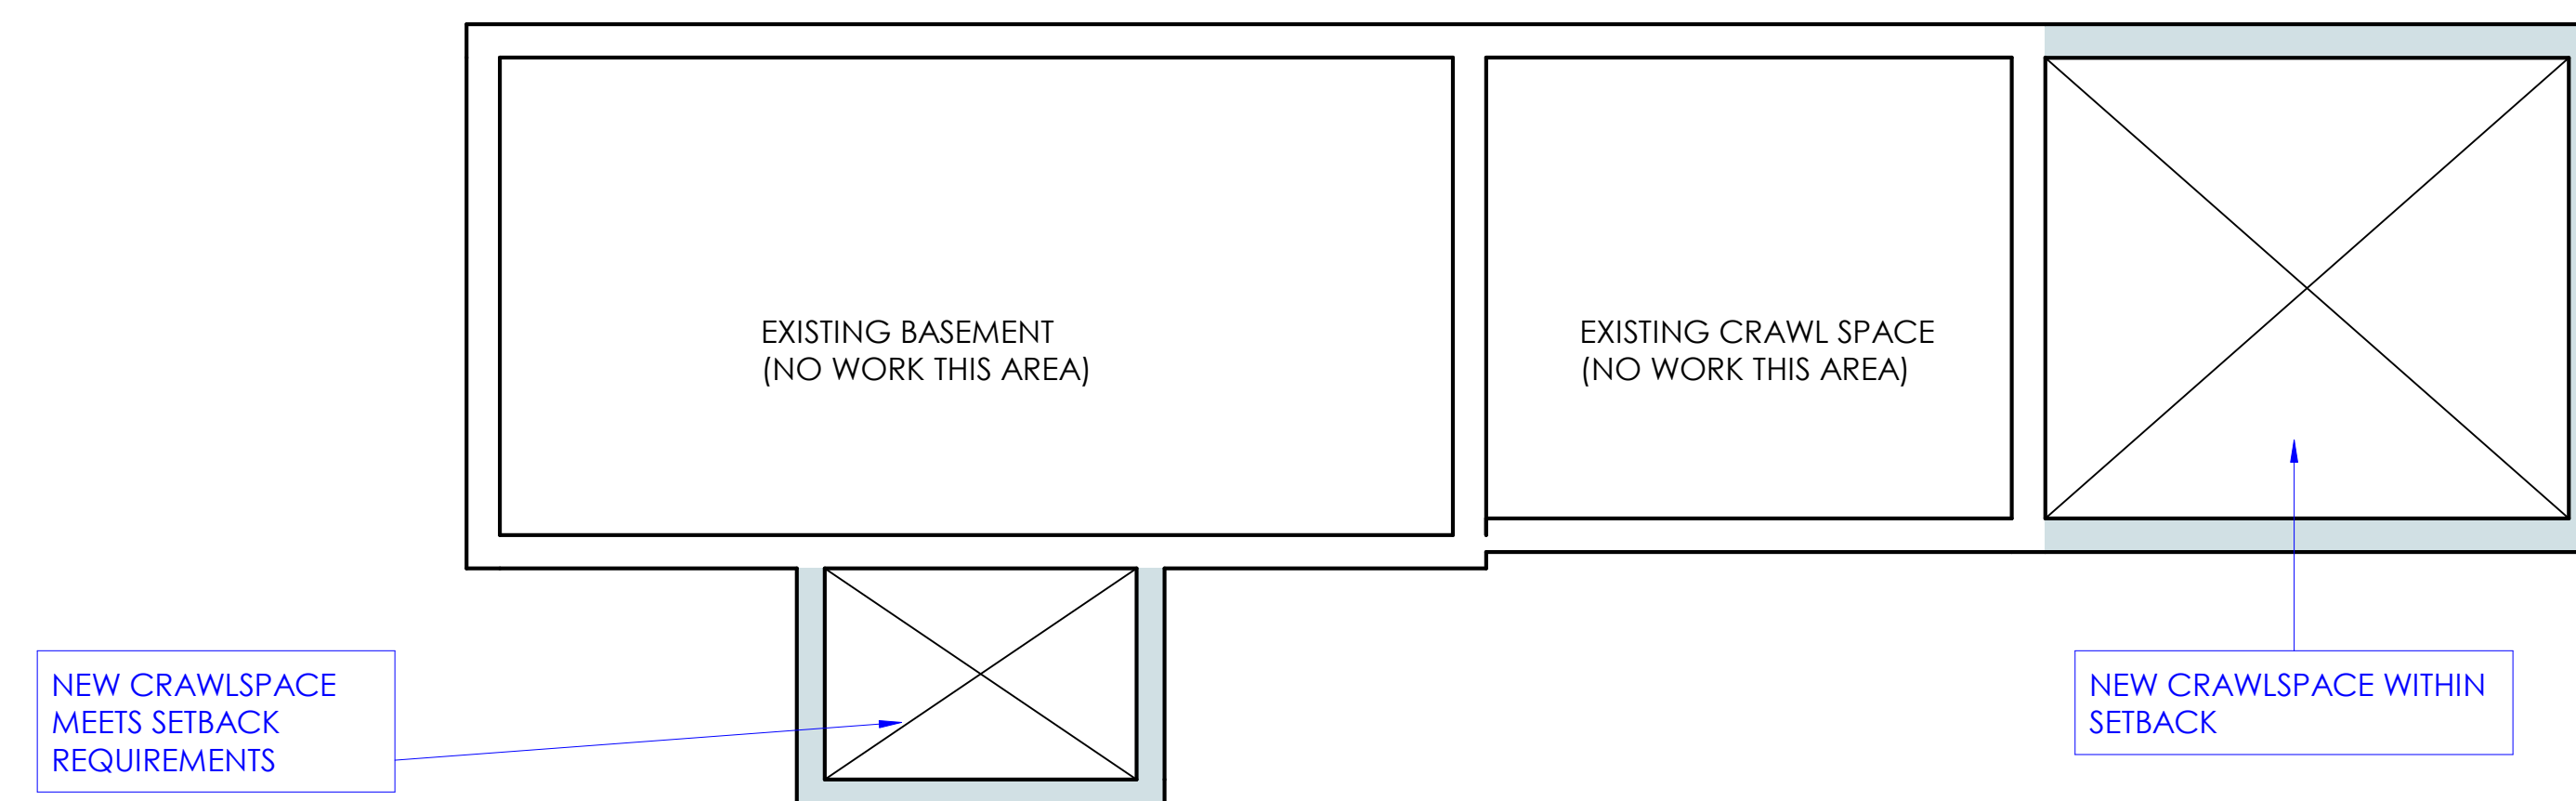 EXISTING BASEMENT
(NO WORK THIS AREA)
EXISTING CRAWL SPACE
(NO WORK THIS AREA)
NEW CRAWLSPACE
MEETS SETBACK
REQUIREMENTS
NEW CRAWLSPACE WITHIN
SETBACK